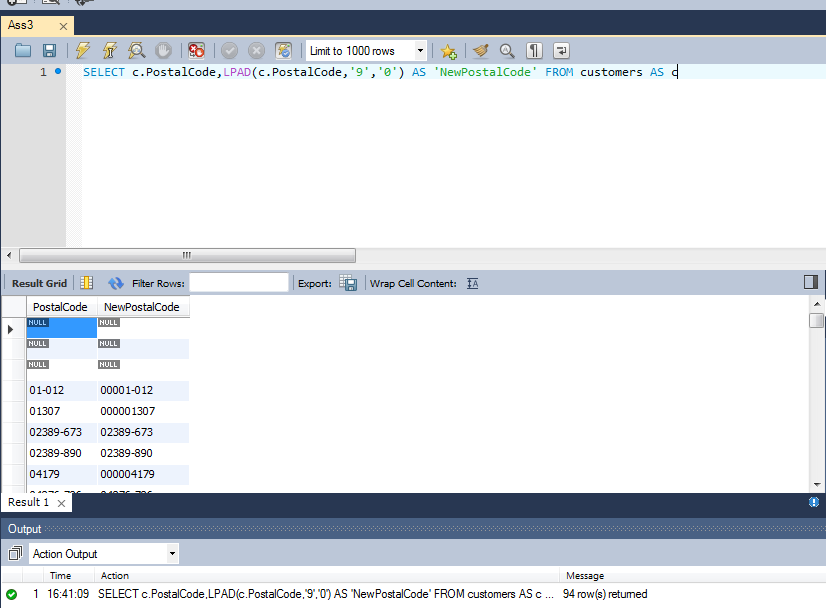 Ass3
Limit to 1000 rows
1 SELECT c.PostalCode,LPAD(c.PostalCode,'9','0') AS 'NewPostalCode' FROM customers AS c
Result Grid Filter Rows: Export: Wrap Cell Content: IA
PostalCode NewPostalCode
NULL NULL
NULL NULL
NULL NULL
01-012 00001-012
01307 000001307
02389-673 02389-673
02389-890 02389-890
04179 000004179
Result 1
Output
Action Output
Time Action Message
1 16:41:09 SELECT c.PostalCode,LPAD(c.PostalCode,'9','0') AS 'NewPostalCode' FROM customers AS c ... 94 row(s) returned